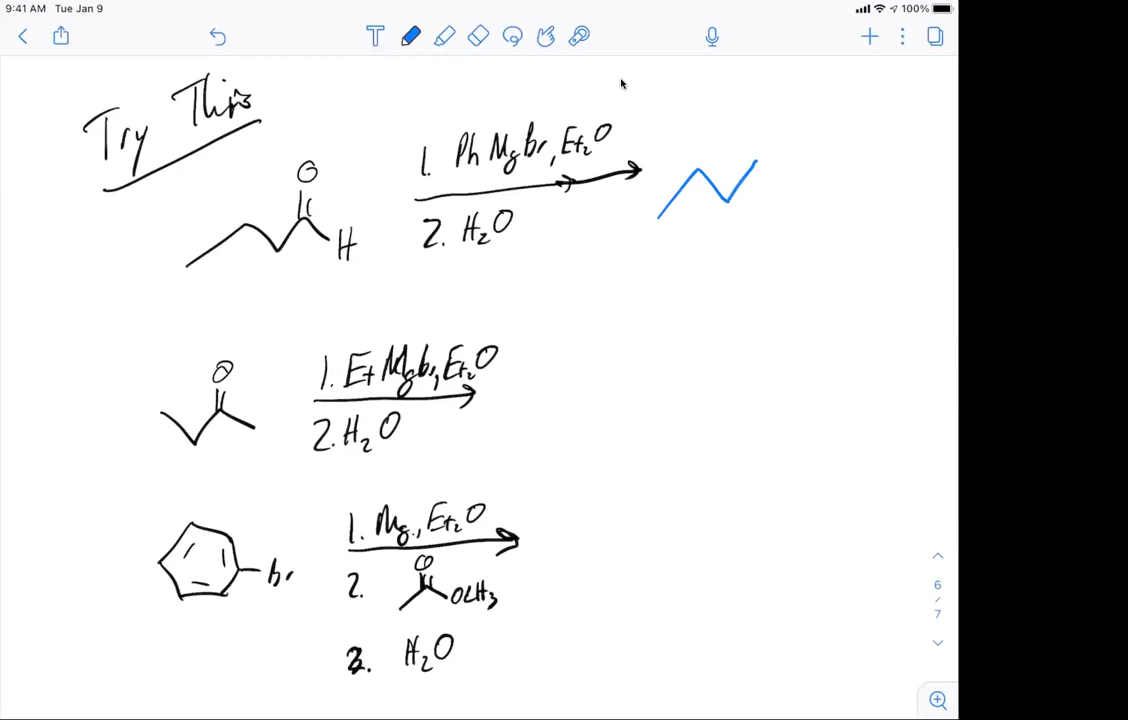 9:41 AM Tue Jan 9
100%
T
Try This
O
H
1. PhMgBr, Et2O
2. H2O
O
1. EtMgBr, Et2O
2. H2O
Br
1. Mg, Et2O
2.
O
OCH3
3. H2O
6
/
7